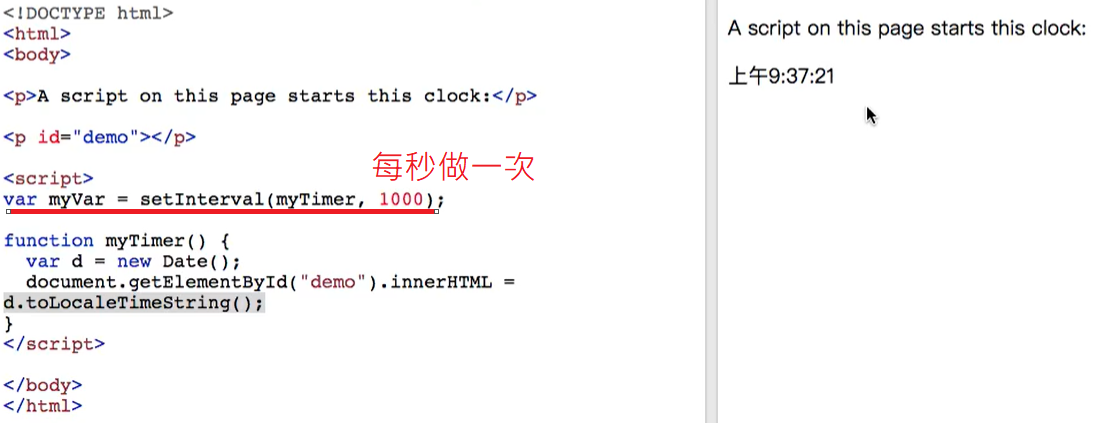 <!DOCTYPE html>
<html>
<body>
<p>A script on this page starts this clock:</p>
<p id="demo"></p>
<script>
每秒做一次
var myVar = setInterval(myTimer, 1000);
function myTimer() {
  var d = new Date();
  document.getElementById("demo").innerHTML =
d.toLocaleTimeString();
}
</script>
</body>
</html>
A script on this page starts this clock:
上午9:37:21